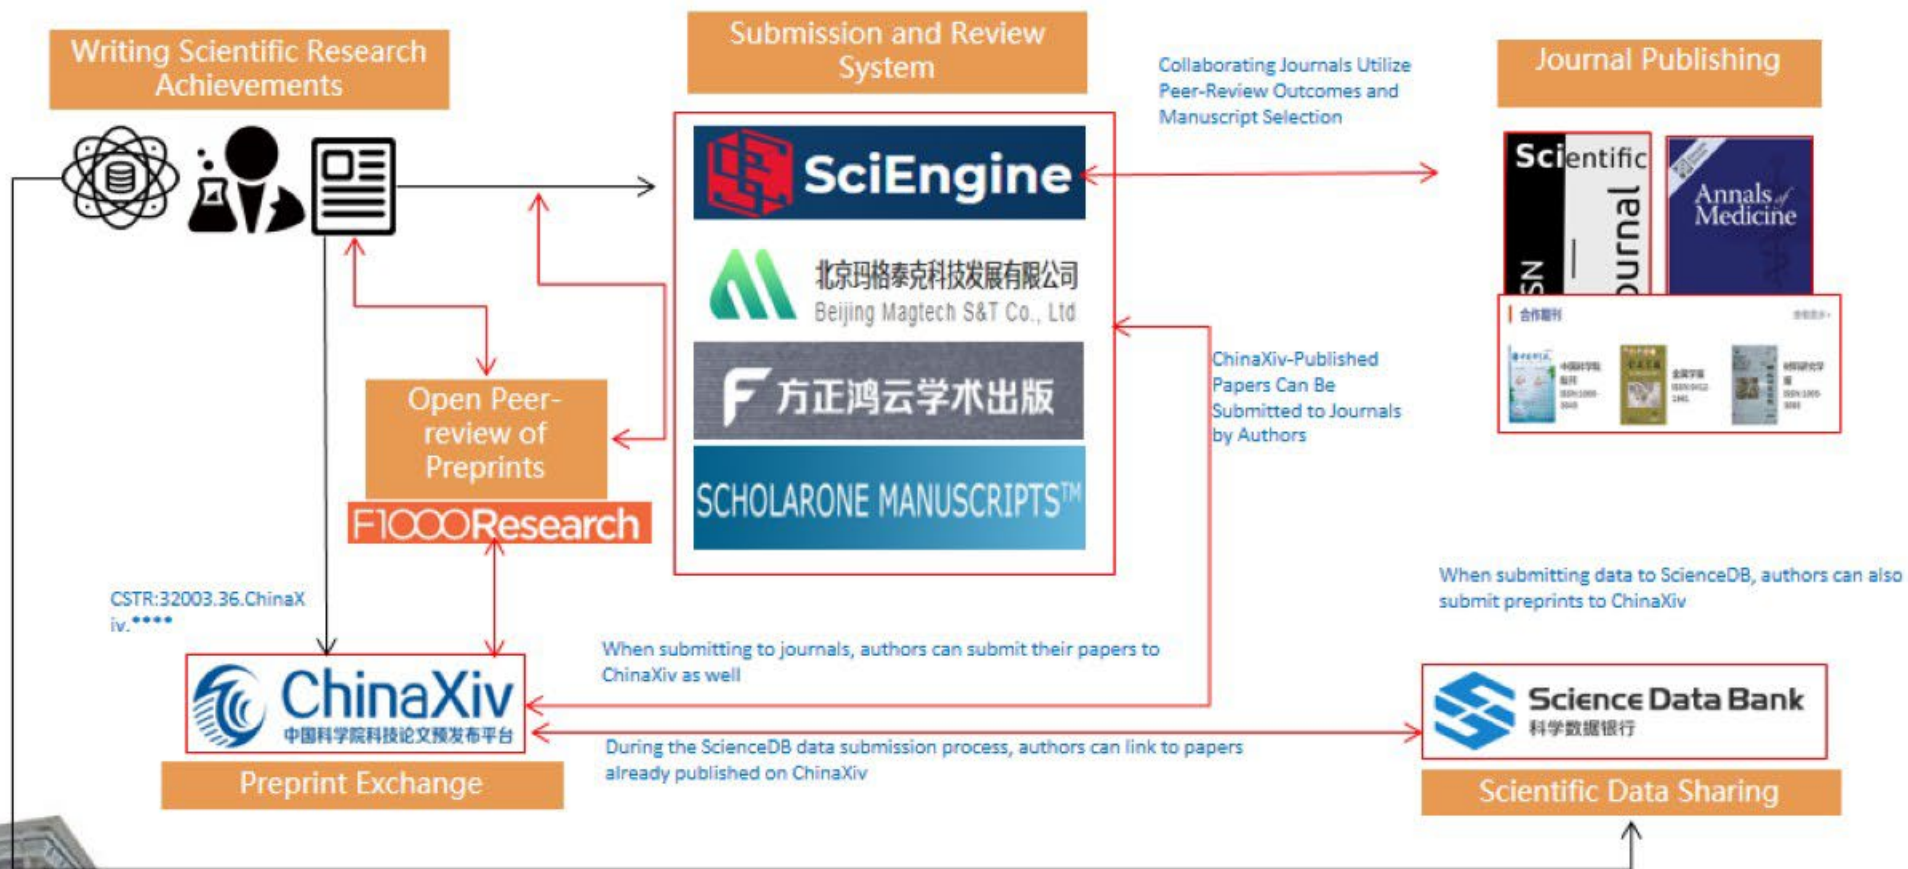 Writing Scientific Research
Achievements
Submission and Review
System
Collaborating Journals Utilize
Peer-Review Outcomes and
Manuscript Selection
Journal Publishing
SciEngine
北京玛格泰克科技发展有限公司
Beijing Magtech S&T Co., Ltd
方正鸿云学术出版
SCHOLARONE MANUSCRIPTS™
Scientific
Journal
SN
Annals of
Medicine
合作期刊
金属学报
Open Peer-
review of
Preprints
F1000Research
ChinaXiv-Published
Papers Can Be
Submitted to Journals
by Authors
CSTR:32003.36.ChinaX
iv.****
When submitting data to ScienceDB, authors can also
submit preprints to ChinaXiv
When submitting to journals, authors can submit their papers to
ChinaXiv as well
ChinaXiv
中国科学院科技论文预发布平台
Preprint Exchange
During the ScienceDB data submission process, authors can link to papers
already published on ChinaXiv
Science Data Bank
科学数据银行
Scientific Data Sharing